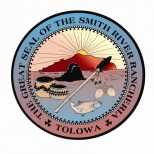 THE GREAT SEAL OF THE SMITH RIVER RANCHERIA
TOLOWA